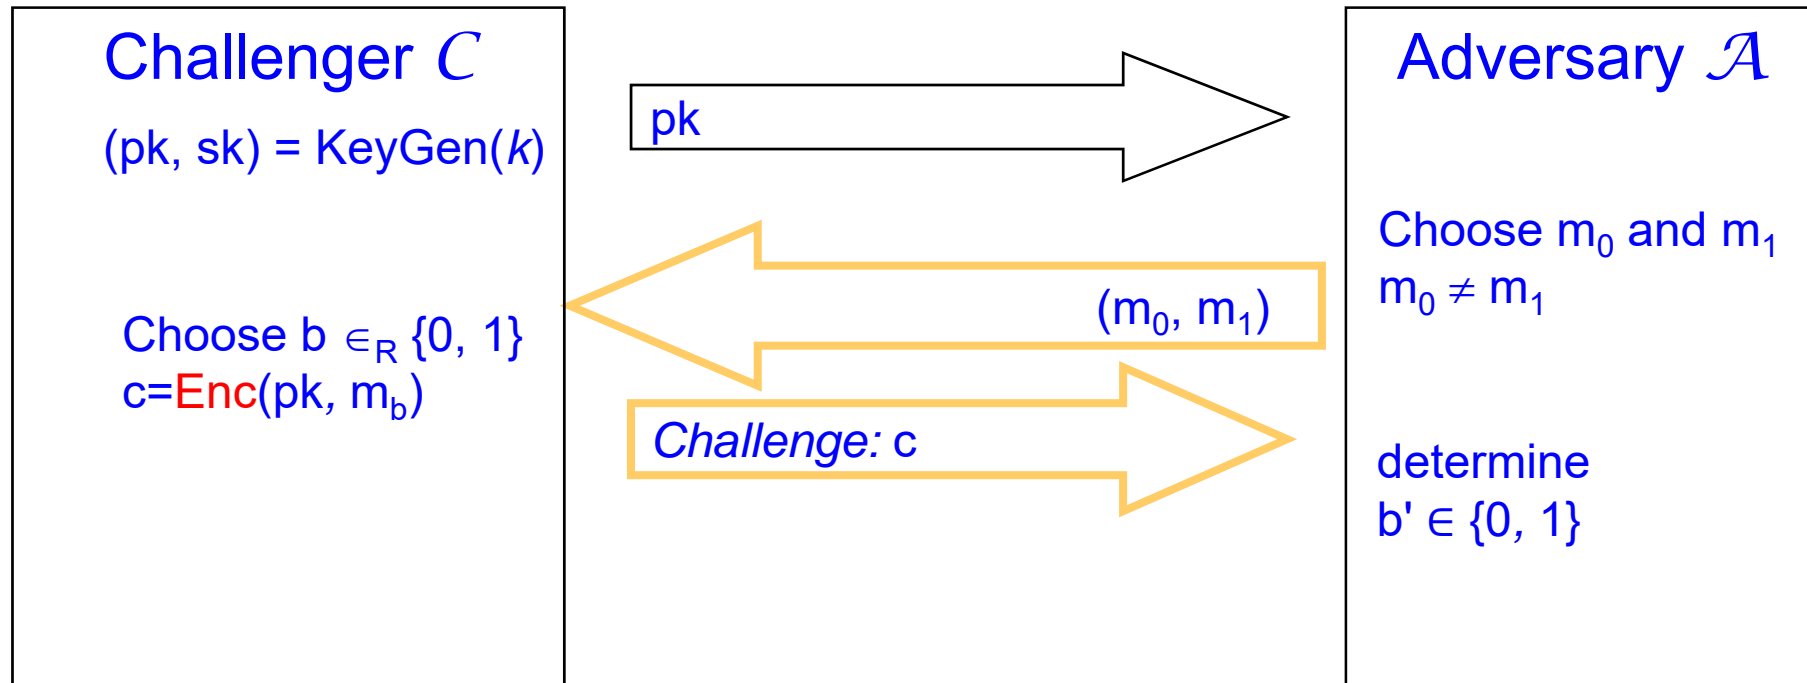 Challenger C
(pk, sk) = KeyGen(k)
pk
Adversary 𝒜
Choose m₀ and m₁
m₀ ≠ m₁
(m₀, m₁)
Choose b ∈R {0, 1}
c=Enc(pk, mb)
Challenge: c
determine
b' ∈ {0, 1}